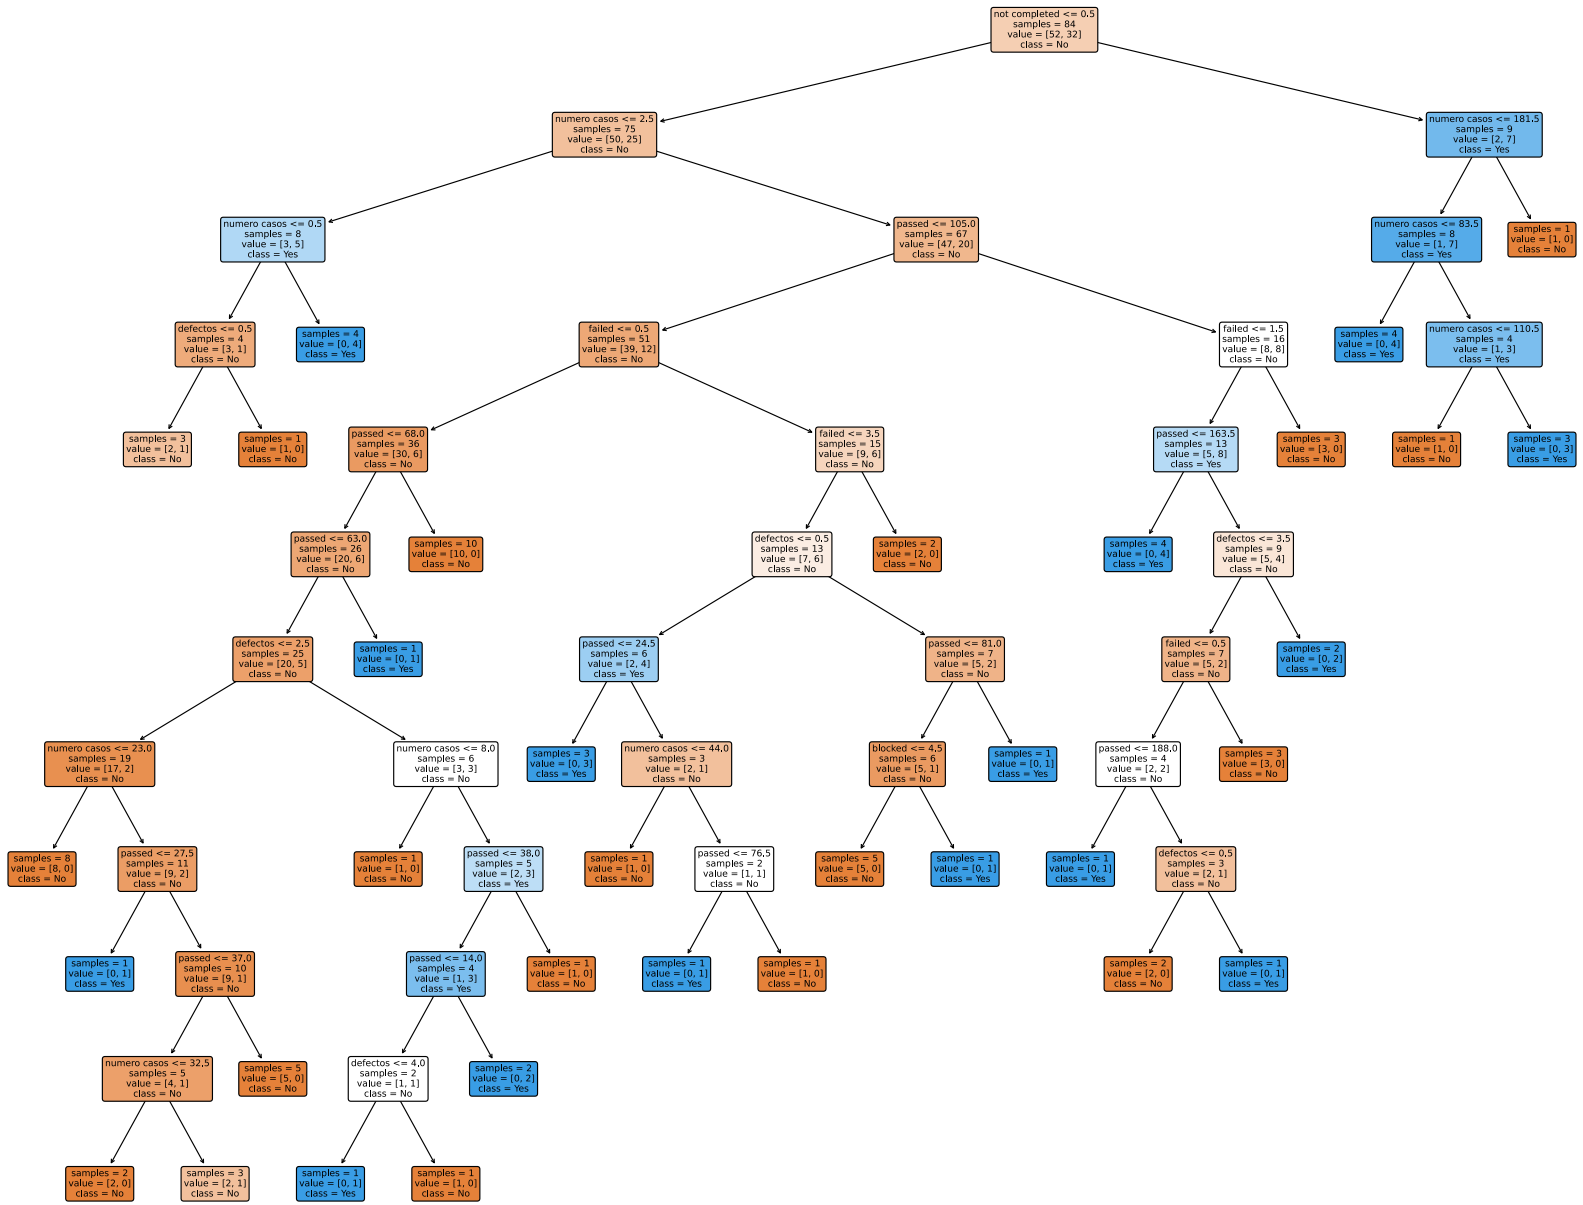 not completed <= 0.5
samples = 84
value = [52, 32]
class = No
numero casos <= 2.5
samples = 75
value = [50, 25]
class = No
numero casos <= 181.5
samples = 9
value = [2, 7]
class = Yes
numero casos <= 0.5
samples = 8
value = [3, 5]
class = Yes
passed <= 105.0
samples = 67
value = [47, 20]
class = No
numero casos <= 83.5
samples = 8
value = [1, 7]
class = Yes
samples = 1
value = [1, 0]
class = No
defectos <= 0.5
samples = 4
value = [3, 1]
class = No
samples = 4
value = [0, 4]
class = Yes
failed <= 0.5
samples = 51
value = [39, 12]
class = No
failed <= 1.5
samples = 16
value = [8, 8]
class = No
samples = 4
value = [0, 4]
class = Yes
numero casos <= 110.5
samples = 4
value = [1, 3]
class = Yes
samples = 3
value = [2, 1]
class = No
samples = 1
value = [1, 0]
class = No
passed <= 68.0
samples = 36
value = [30, 6]
class = No
failed <= 3.5
samples = 15
value = [9, 6]
class = No
passed <= 163.5
samples = 13
value = [5, 8]
class = Yes
samples = 3
value = [3, 0]
class = No
samples = 1
value = [1, 0]
class = No
samples = 3
value = [0, 3]
class = Yes
passed <= 63.0
samples = 26
value = [20, 6]
class = No
samples = 10
value = [10, 0]
class = No
defectos <= 0.5
samples = 13
value = [7, 6]
class = No
samples = 2
value = [2, 0]
class = No
samples = 4
value = [0, 4]
class = Yes
defectos <= 3.5
samples = 9
value = [5, 4]
class = No
defectos <= 2.5
samples = 25
value = [20, 5]
class = No
samples = 1
value = [0, 1]
class = Yes
passed <= 24.5
samples = 6
value = [2, 4]
class = Yes
passed <= 81.0
samples = 7
value = [5, 2]
class = No
failed <= 0.5
samples = 7
value = [5, 2]
class = No
samples = 2
value = [0, 2]
class = Yes
numero casos <= 23.0
samples = 19
value = [17, 2]
class = No
numero casos <= 8.0
samples = 6
value = [3, 3]
class = No
samples = 3
value = [0, 3]
class = Yes
numero casos <= 44.0
samples = 3
value = [2, 1]
class = No
blocked <= 4.5
samples = 6
value = [5, 1]
class = No
samples = 1
value = [0, 1]
class = Yes
passed <= 188.0
samples = 4
value = [2, 2]
class = No
samples = 3
value = [3, 0]
class = No
samples = 8
value = [8, 0]
class = No
passed <= 27.5
samples = 11
value = [9, 2]
class = No
samples = 1
value = [1, 0]
class = No
passed <= 38.0
samples = 5
value = [2, 3]
class = Yes
samples = 1
value = [1, 0]
class = No
passed <= 76.5
samples = 2
value = [1, 1]
class = No
samples = 5
value = [5, 0]
class = No
samples = 1
value = [0, 1]
class = Yes
samples = 1
value = [0, 1]
class = Yes
defectos <= 0.5
samples = 3
value = [2, 1]
class = No
samples = 1
value = [0, 1]
class = Yes
passed <= 37.0
samples = 10
value = [9, 1]
class = No
passed <= 14.0
samples = 4
value = [1, 3]
class = Yes
samples = 1
value = [1, 0]
class = No
samples = 1
value = [0, 1]
class = Yes
samples = 1
value = [1, 0]
class = No
samples = 2
value = [2, 0]
class = No
samples = 1
value = [0, 1]
class = Yes
numero casos <= 32.5
samples = 5
value = [4, 1]
class = No
samples = 5
value = [5, 0]
class = No
defectos <= 4.0
samples = 2
value = [1, 1]
class = No
samples = 2
value = [0, 2]
class = Yes
samples = 2
value = [2, 0]
class = No
samples = 3
value = [2, 1]
class = No
samples = 1
value = [0, 1]
class = Yes
samples = 1
value = [1, 0]
class = No